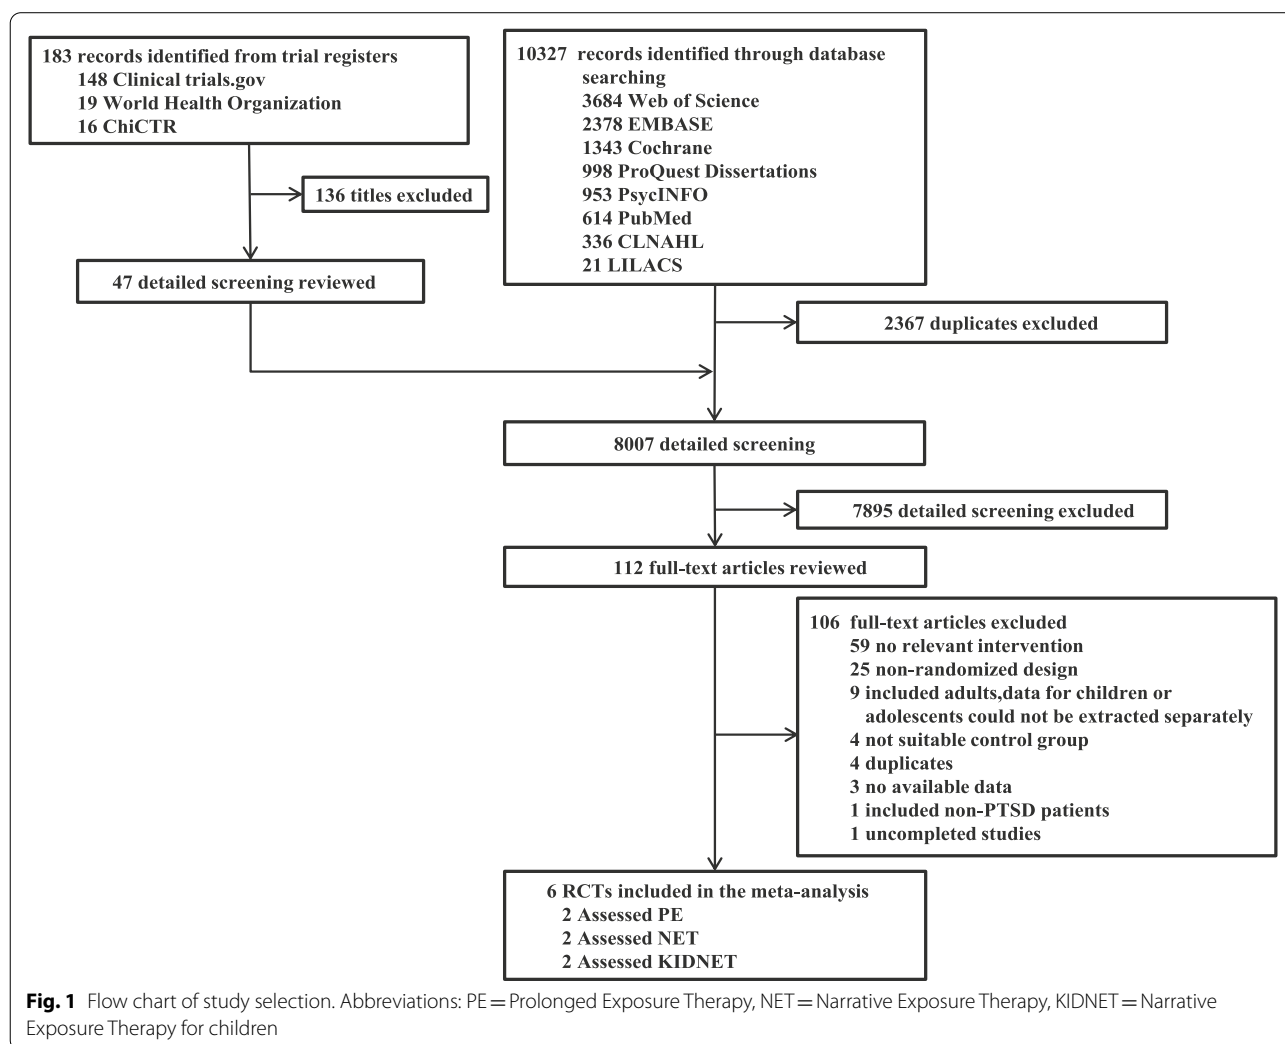 183 records identified from trial registers
148 Clinical trials.gov
19 World Health Organization
16 ChiCTR
136 titles excluded
47 detailed screening reviewed
10327 records identified through database
searching
3684 Web of Science
2378 EMBASE
1343 Cochrane
998 ProQuest Dissertations
953 PsycINFO
614 PubMed
336 CLNAHL
21 LILACS
2367 duplicates excluded
8007 detailed screening
7895 detailed screening excluded
112 full-text articles reviewed
106 full-text articles excluded
59 no relevant intervention
25 non-randomized design
9 included adults,data for children or
adolescents could not be extracted separately
4 not suitable control group
4 duplicates
3 no available data
1 included non-PTSD patients
1 uncompleted studies
6 RCTs included in the meta-analysis
2 Assessed PE
2 Assessed NET
2 Assessed KIDNET
Fig. 1 Flow chart of study selection. Abbreviations: PE = Prolonged Exposure Therapy, NET = Narrative Exposure Therapy, KIDNET = Narrative
Exposure Therapy for children